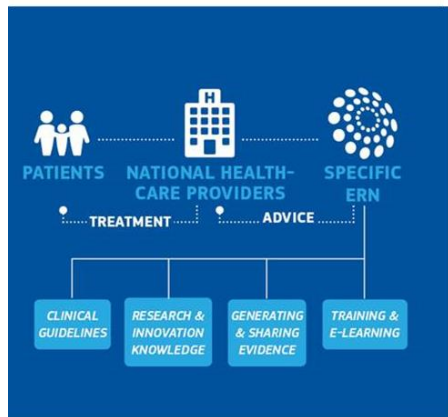 H
PATIENTS
NATIONAL HEALTH-
CARE PROVIDERS
SPECIFIC
ERN
TREATMENT
ADVICE
CLINICAL
GUIDELINES
RESEARCH &
INNOVATION
KNOWLEDGE
GENERATING
& SHARING
EVIDENCE
TRAINING &
E-LEARNING